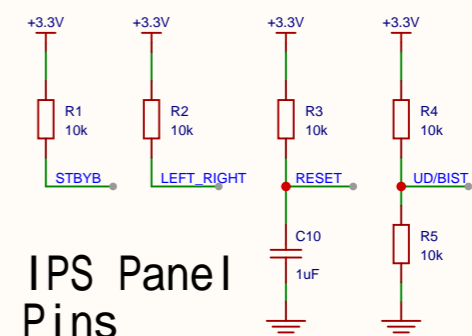 +3.3V +3.3V +3.3V +3.3V
R1 10k
R2 10k
R3 10k
R4 10k
STBYB LEFT_RIGHT RESET UD/BIST
C10 1uF
R5 10k
IPS Panel
Pins